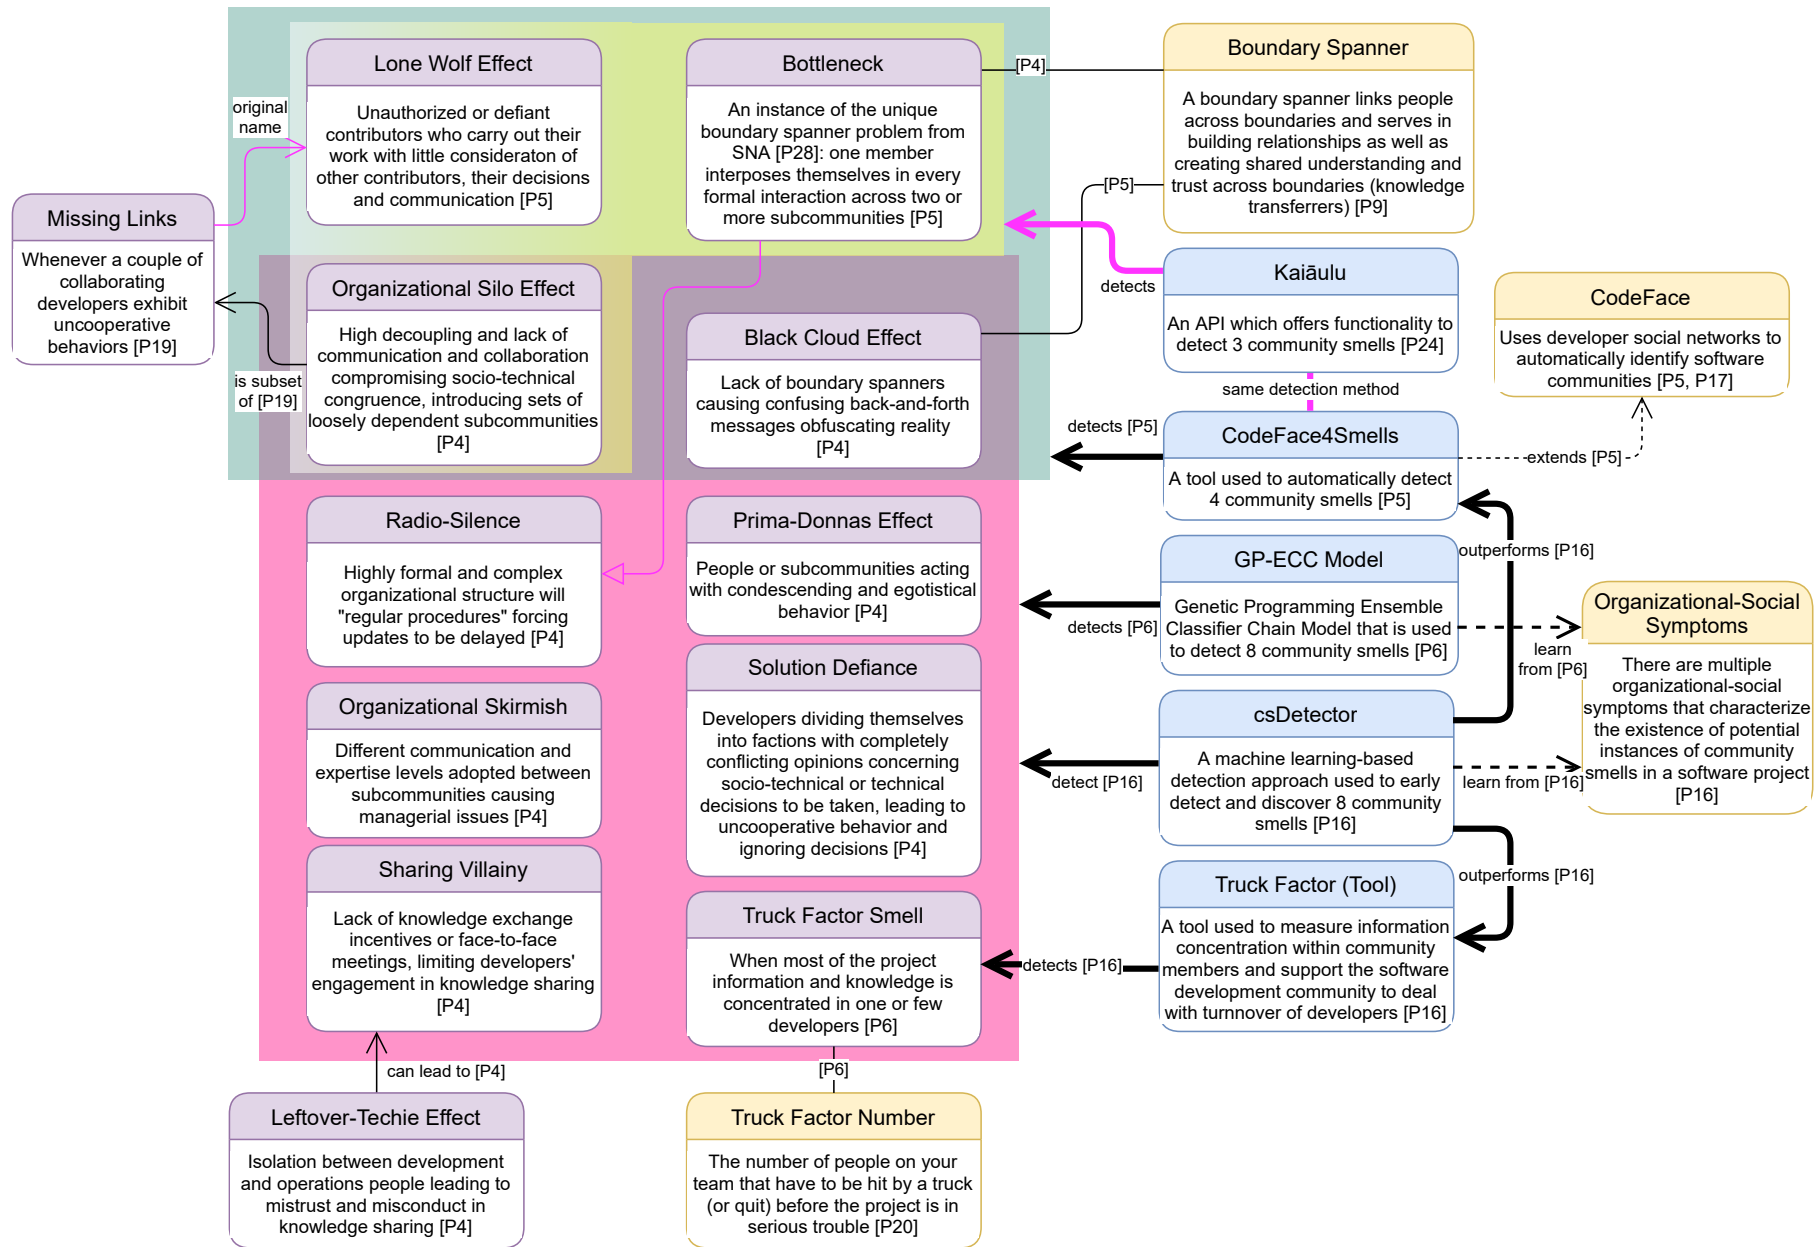 Lone Wolf Effect
Unauthorized or defiant
contributors who carry out their
work with little consideraton of
other contributors, their decisions
and communication [P5]
Bottleneck
An instance of the unique
boundary spanner problem from
SNA [P28]: one member
interposes themselves in every
formal interaction across two or
more subcommunities [P5]
[P4]
Boundary Spanner
A boundary spanner links people
across boundaries and serves in
building relationships as well as
creating shared understanding and
trust across boundaries (knowledge
transferrers) [P9]
[P5]
original
name
Missing Links
Whenever a couple of
collaborating
developers exhibit
uncooperative
behaviors [P19]
is subset
of [P19]
Organizational Silo Effect
High decoupling and lack of
communication and collaboration
compromising socio-technical
congruence, introducing sets of
loosely dependent subcommunities
[P4]
Black Cloud Effect
Lack of boundary spanners
causing confusing back-and-forth
messages obfuscating reality
[P4]
detects
Kaiāulu
An API which offers functionality to
detect 3 community smells [P24]
same detection method
CodeFace
Uses developer social networks to
automatically identify software
communities [P5, P17]
detects [P5]
CodeFace4Smells
A tool used to automatically detect
4 community smells [P5]
extends [P5]
Radio-Silence
Highly formal and complex
organizational structure will
"regular procedures" forcing
updates to be delayed [P4]
Prima-Donnas Effect
People or subcommunities acting
with condescending and egotistical
behavior [P4]
detects [P6]
GP-ECC Model
Genetic Programming Ensemble
Classifier Chain Model that is used
to detect 8 community smells [P6]
outperforms [P16]
learn
from [P6]
Organizational-Social
Symptoms
There are multiple
organizational-social
symptoms that characterize
the existence of potential
instances of community
smells in a software project
[P16]
Organizational Skirmish
Different communication and
expertise levels adopted between
subcommunities causing
managerial issues [P4]
Solution Defiance
Developers dividing themselves
into factions with completely
conflicting opinions concerning
socio-technical or technical
decisions to be taken, leading to
uncooperative behavior and
ignoring decisions [P4]
detect [P16]
csDetector
A machine learning-based
detection approach used to early
detect and discover 8 community
smells [P16]
learn from [P16]
outperforms [P16]
Sharing Villainy
Lack of knowledge exchange
incentives or face-to-face
meetings, limiting developers'
engagement in knowledge sharing
[P4]
Truck Factor Smell
When most of the project
information and knowledge is
concentrated in one or few
developers [P6]
detects [P16]
Truck Factor (Tool)
A tool used to measure information
concentration within community
members and support the software
development community to deal
with turnnover of developers [P16]
can lead to [P4]
[P6]
Leftover-Techie Effect
Isolation between development
and operations people leading to
mistrust and misconduct in
knowledge sharing [P4]
Truck Factor Number
The number of people on your
team that have to be hit by a truck
(or quit) before the project is in
serious trouble [P20]